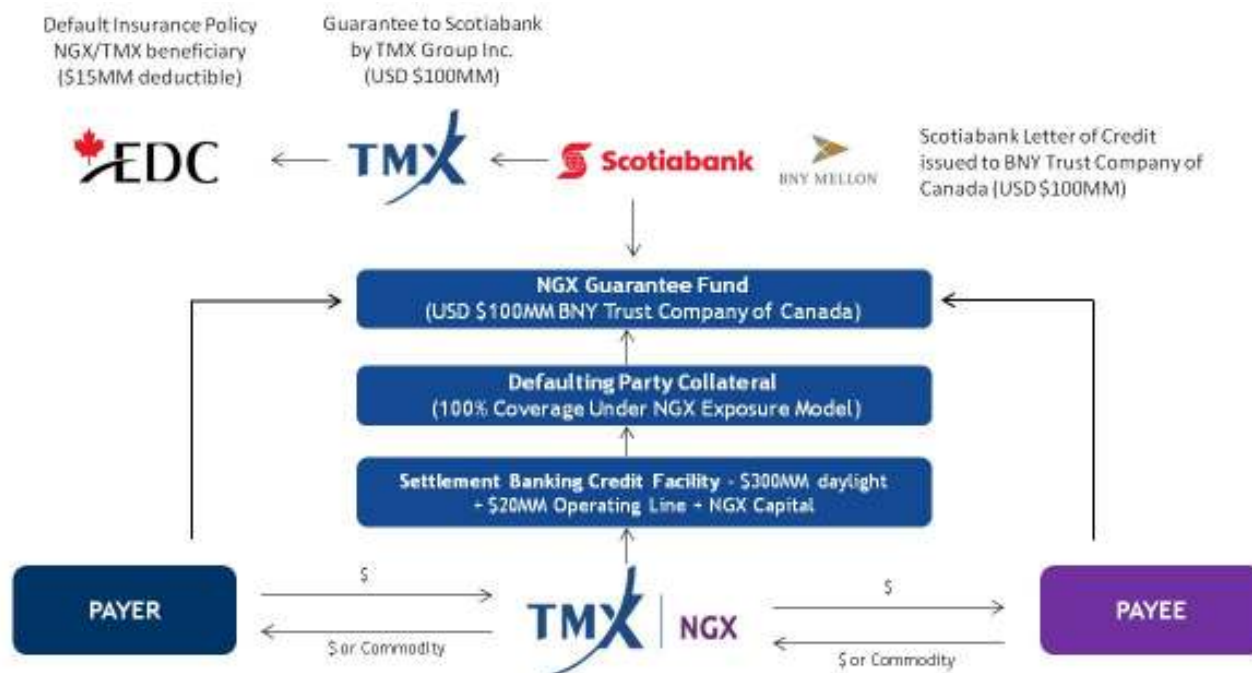 Default Insurance Policy
NGX/TMX beneficiary
($15MM deductible)
Guarantee to Scotiabank
by TMX Group Inc.
(USD $100MM)
EDC
TMX
Scotiabank
BNY MELLON
Scotiabank Letter of Credit
issued to BNY Trust Company of
Canada (USD $100MM)
NGX Guarantee Fund
(USD $100MM BNY Trust Company of Canada)
Defaulting Party Collateral
(100% Coverage Under NGX Exposure Model)
Settlement Banking Credit Facility - $300MM daylight
+ $20MM Operating Line + NGX Capital
PAYER
$
$ or Commodity
TMX | NGX
$
$ or Commodity
PAYEE